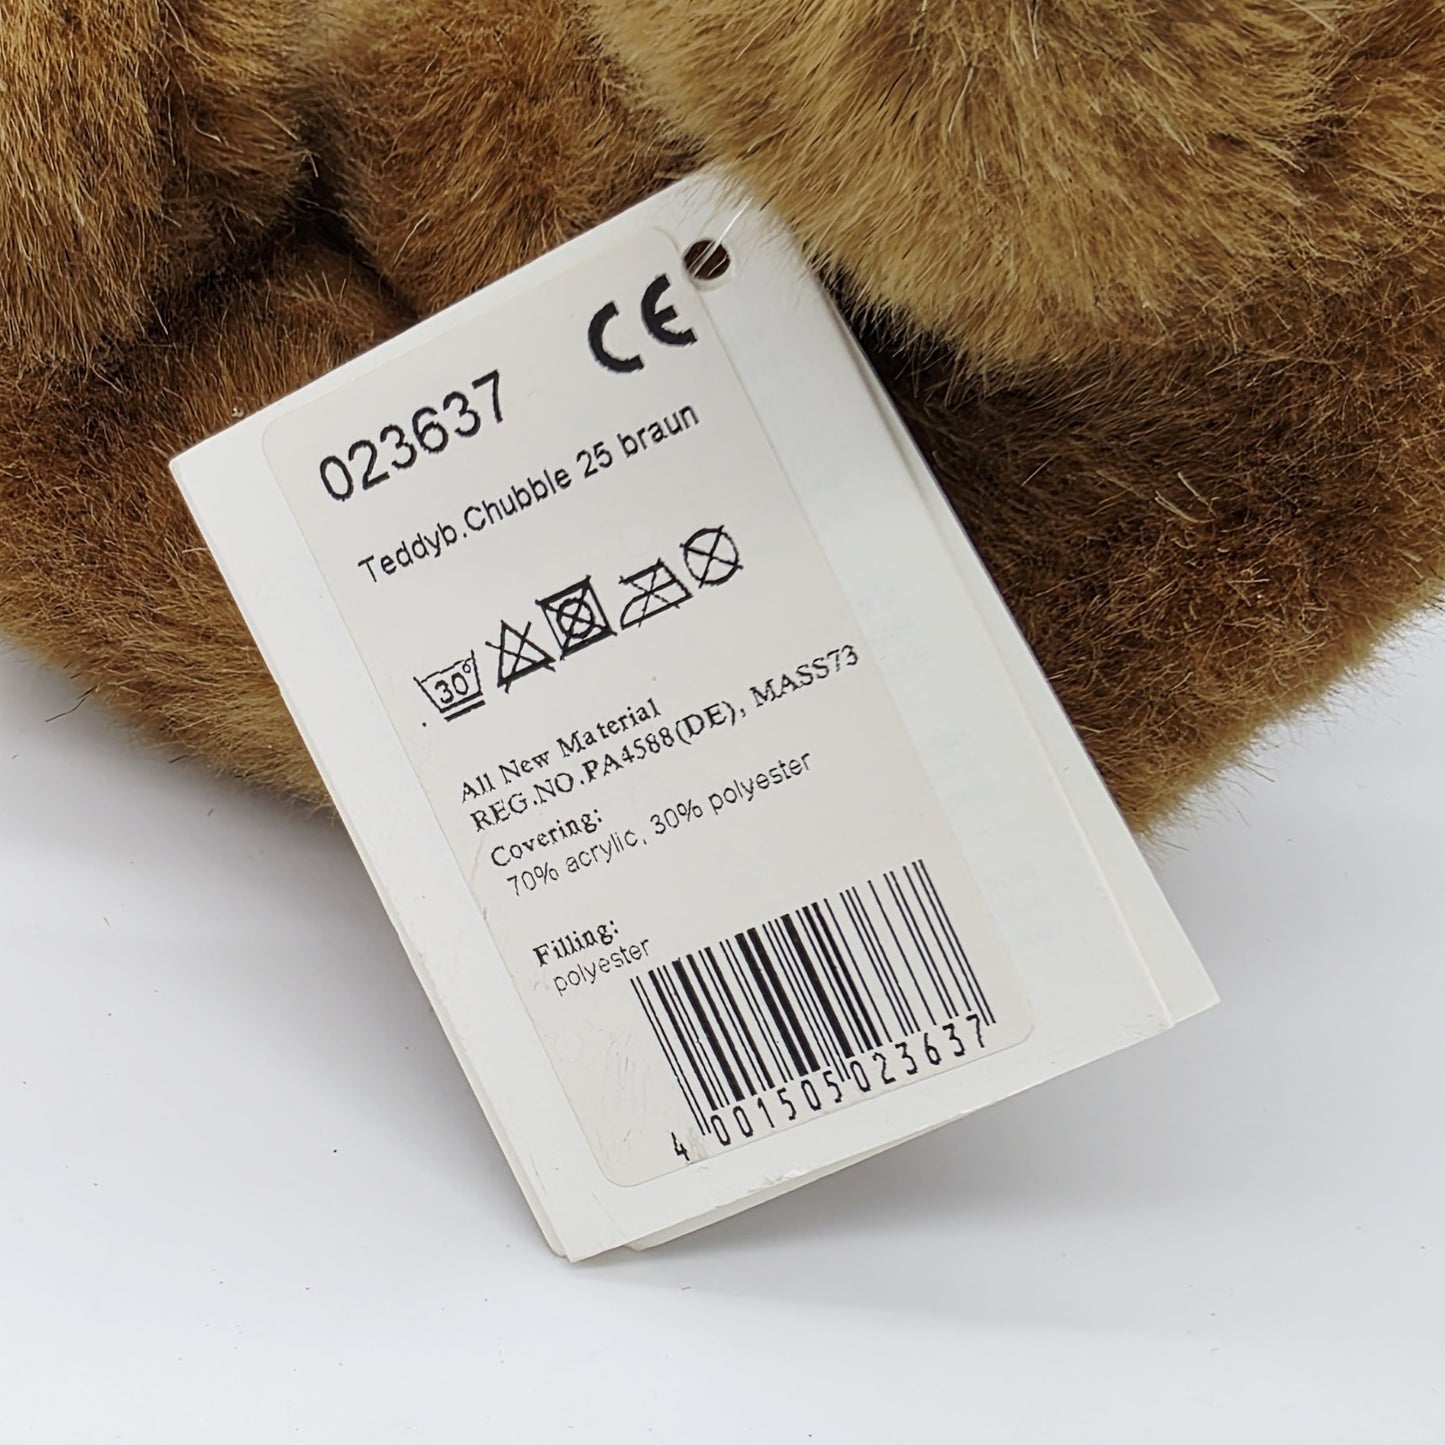 CE
023637
Teddyb.Chubble 25 braun
30°
All New Material
REG.NO.PA4588(DE), MASS73
Covering:
70% acrylic, 30% polyester
Filling:
polyester
4 001505 023637